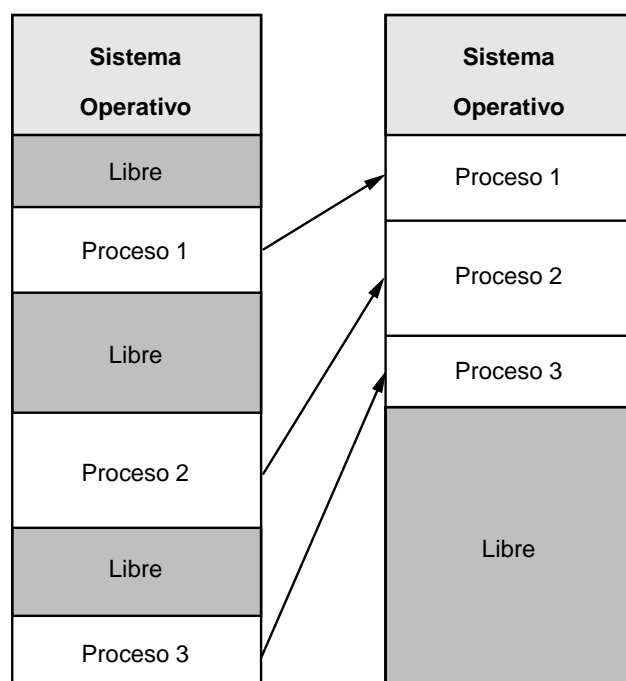 Sistema
Operativo
Libre
Proceso 1
Libre
Proceso 2
Libre
Proceso 3
Sistema
Operativo
Proceso 1
Proceso 2
Proceso 3
Libre